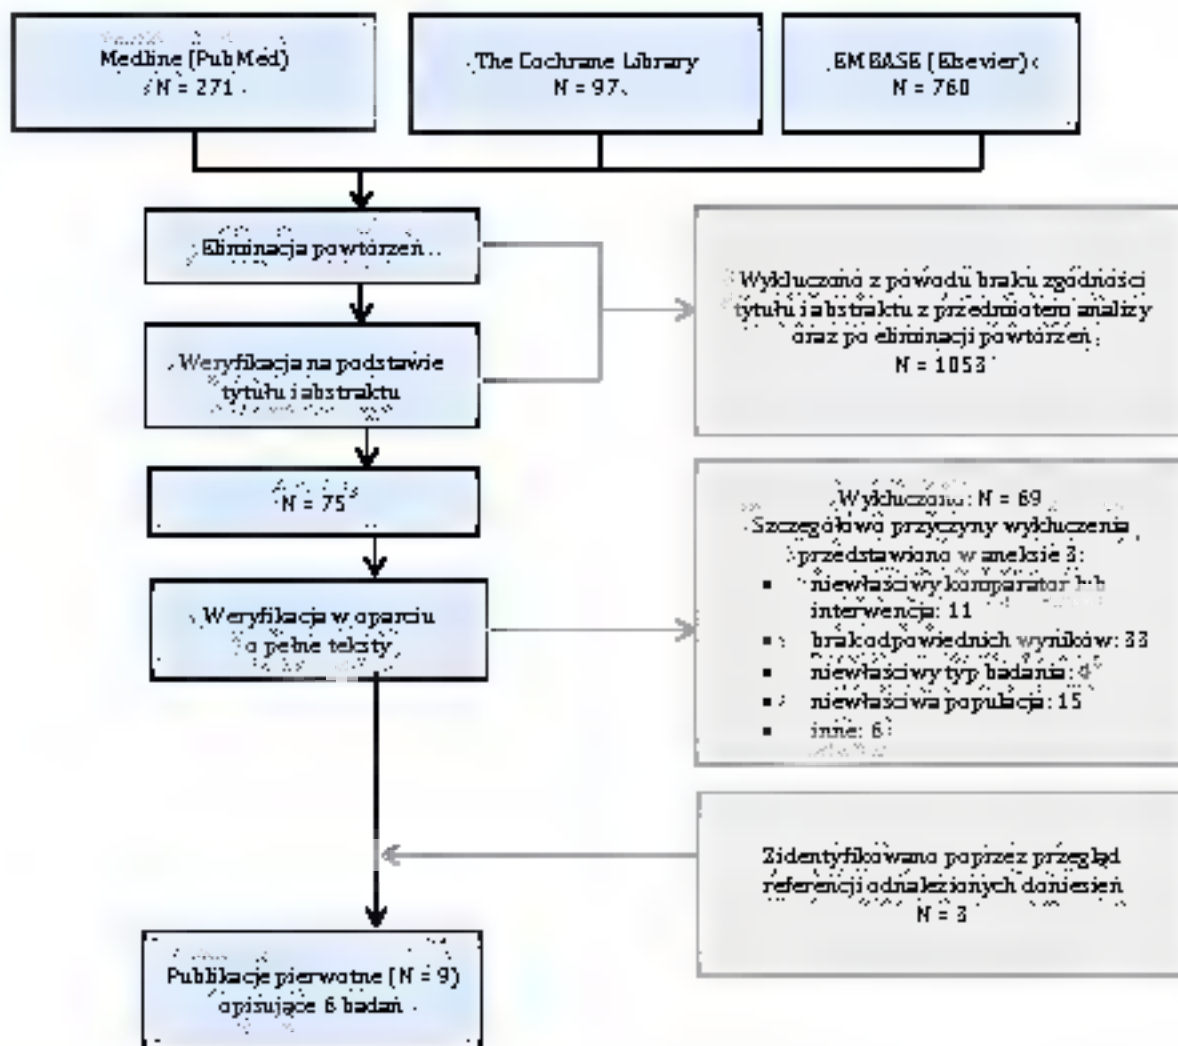 Medline (PubMed)
N = 271
The Cochrane Library
N = 97
EMBASE (Elsevier)
N = 760
Eliminacja powtórzeń
Weryfikacja na podstawie
tytułu i abstraktu
Wykluczono z powodu braku zgodności
tytułu i abstraktu z przedmiotem analizy
oraz po eliminacji powtórzeń
N = 1053
N = 75
Weryfikacja w oparciu
o pełne teksty
Wykluczono: N = 69
Szczegółowo przyczyny wykluczenia
przedstawiono w aneksie 3:
▪ niewłaściwy komparator lub
interwencja: 11
▪ brak odpowiednich wyników: 33
▪ niewłaściwy typ badania: 4
▪ niewłaściwa populacja: 15
▪ inne: 6
Zidentyfikowano poprzez przegląd
referencji odnalezionych doniesień
N = 3
Publikacje pierwotne (N = 9)
opisujące 6 badań